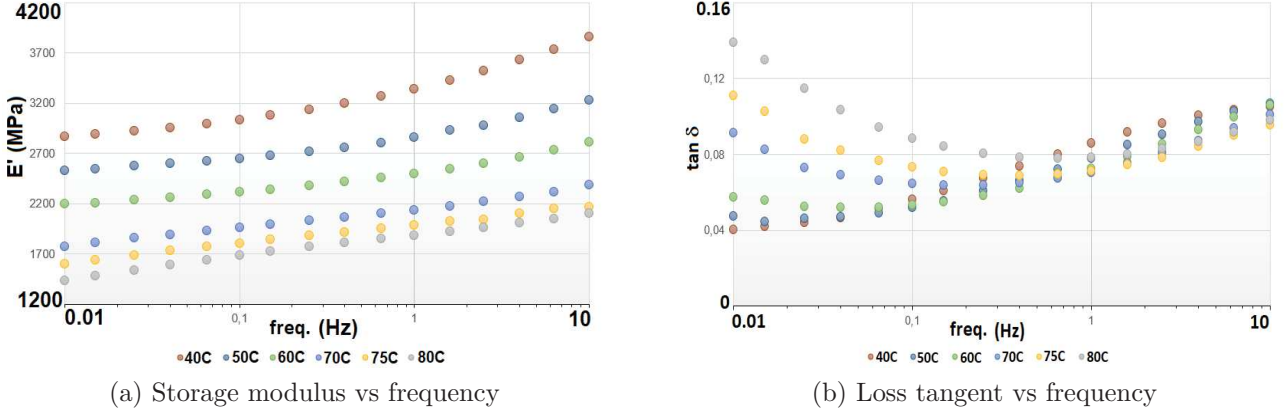 4200
3700
3200
2700
2200
1700
1200
E' (MPa)
0.01
0,1
1
10
freq. (Hz)
40C 50C 60C 70C 75C 80C
(a) Storage modulus vs frequency
0.16
0,12
0,08
0,04
0
tan δ
0.01
0,1
1
10
freq. (Hz)
40C 50C 60C 70C 75C 80C
(b) Loss tangent vs frequency